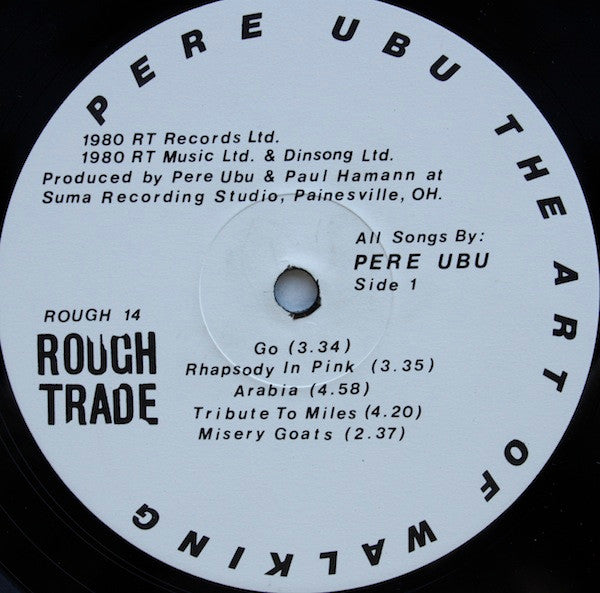 PERE UBU THE ART OF WALKING
1980 RT Records Ltd.
1980 RT Music Ltd. & Dinsong Ltd.
Produced by Pere Ubu & Paul Hamann at
Suma Recording Studio, Painesville, OH.
All Songs By:
PERE UBU
Side 1
ROUGH 14
ROUGH
TRADE
Go (3.34)
Rhapsody In Pink (3.35)
Arabia (4.58)
Tribute To Miles (4.20)
Misery Goats (2.37)